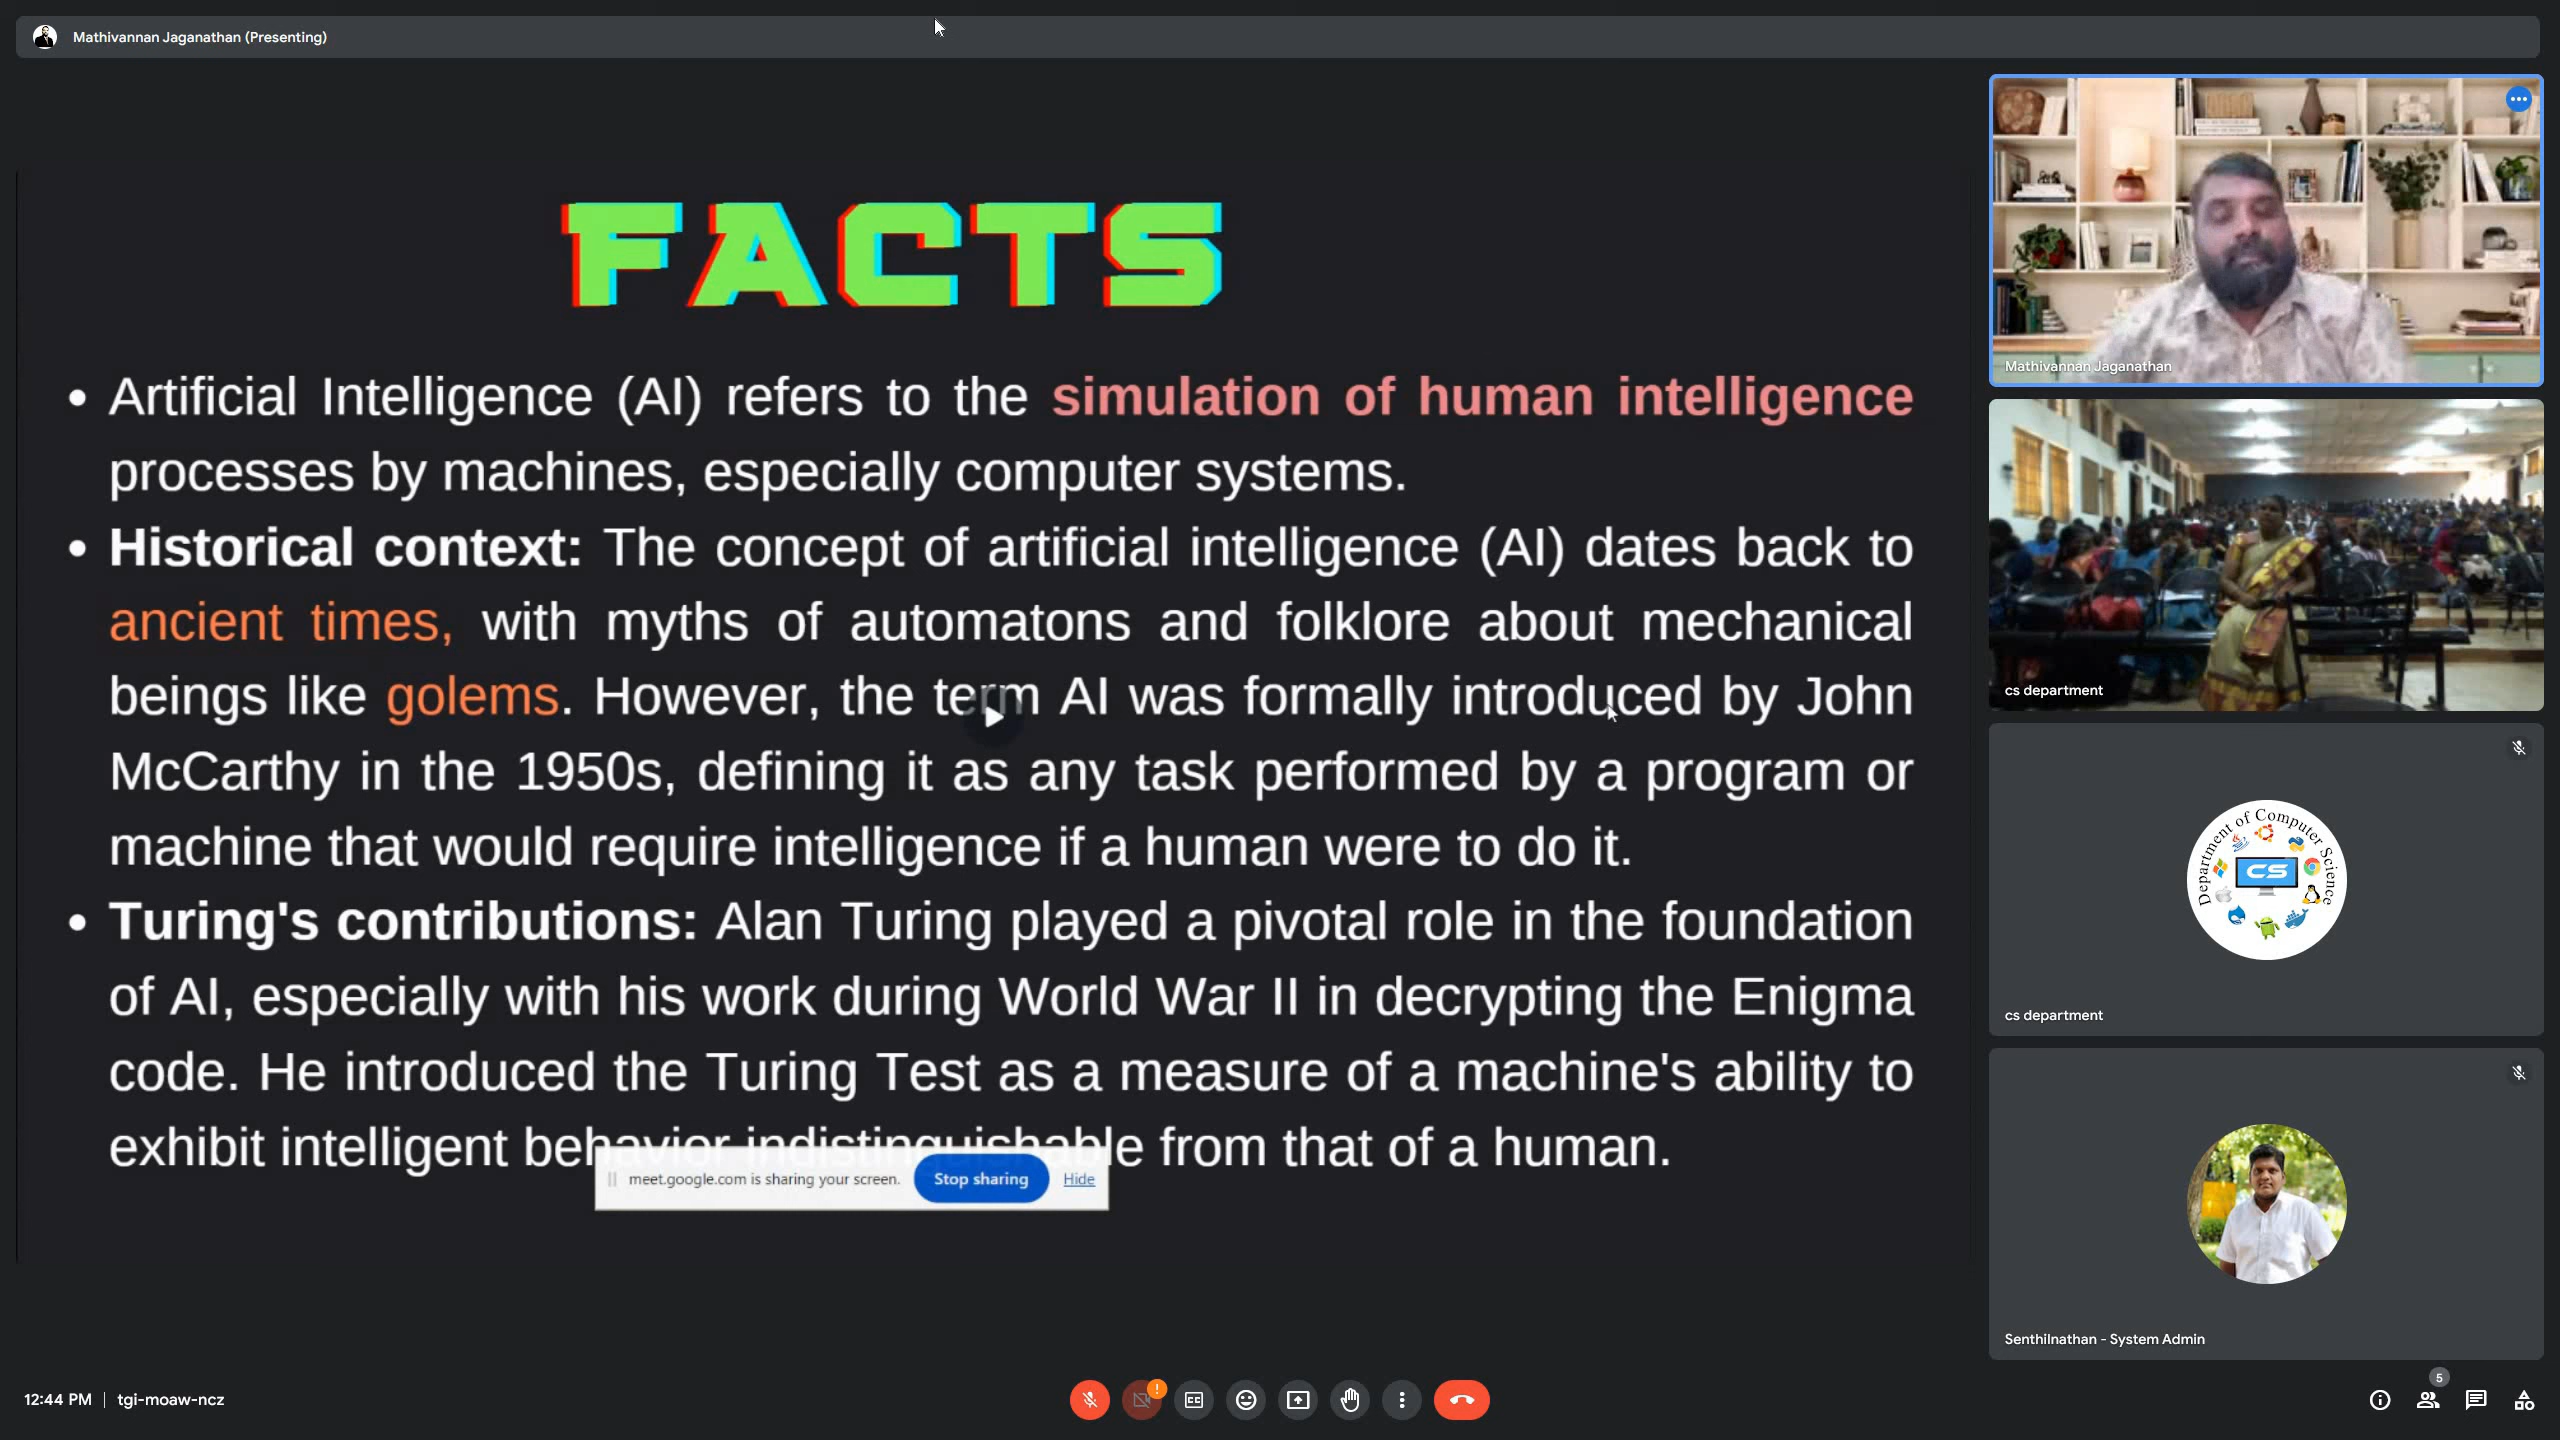 Mathivannan Jaganathan (Presenting)
FACTS
• Artificial Intelligence (AI) refers to the simulation of human intelligence
processes by machines, especially computer systems.
• Historical context: The concept of artificial intelligence (AI) dates back to
ancient times, with myths of automatons and folklore about mechanical
beings like golems. However, the term AI was formally introduced by John
McCarthy in the 1950s, defining it as any task performed by a program or
machine that would require intelligence if a human were to do it.
• Turing's contributions: Alan Turing played a pivotal role in the foundation
of AI, especially with his work during World War II in decrypting the Enigma
code. He introduced the Turing Test as a measure of a machine's ability to
exhibit intelligent behavior indistinguishable from that of a human.
meet.google.com is sharing your screen. Stop sharing Hide
Mathivannan Jaganathan
cs department
Department of Computer Science
CS
cs department
Senthilnathan - System Admin
12:44 PM | tgi-moaw-ncz
5